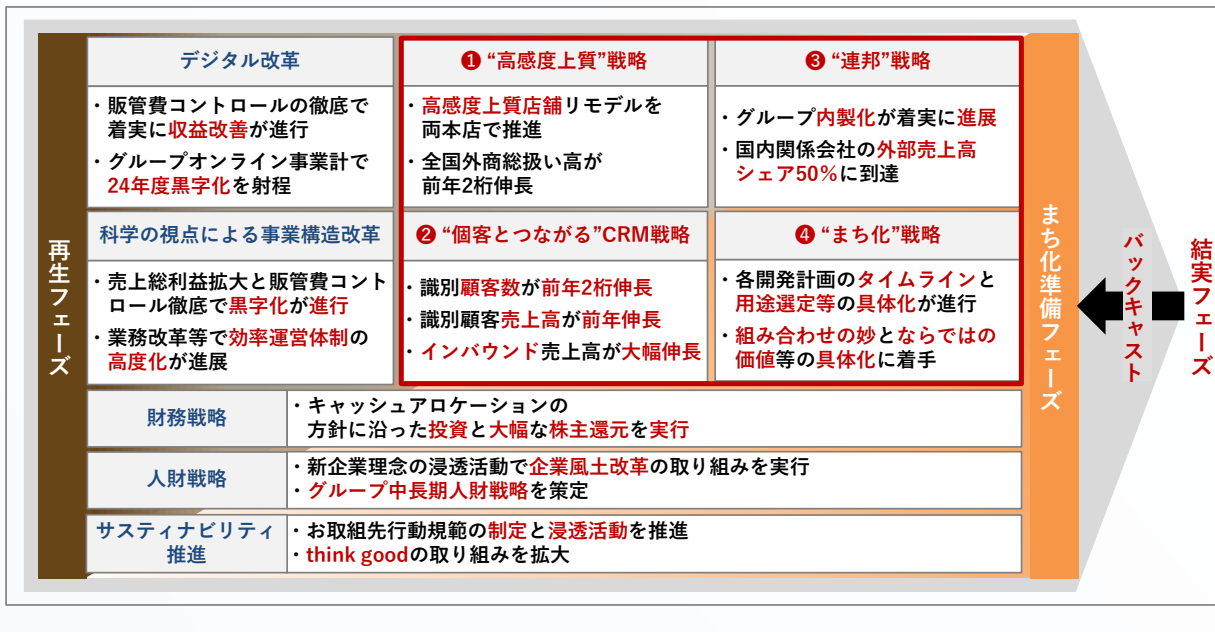 再生フェーズ
デジタル改革
・販管費コントロールの徹底で
着実に収益改善が進行
・グループオンライン事業計で
24年度黒字化を射程
❶ “高感度上質”戦略
・高感度上質店舗リモデルを
両本店で推進
・全国外商総扱い高が
前年2桁伸長
❸ “連邦”戦略
・グループ内製化が着実に進展
・国内関係会社の外部売上高
シェア50%に到達
科学の視点による事業構造改革
・売上総利益拡大と販管費コント
ロール徹底で黒字化が進行
・業務改革等で効率運営体制の
高度化が進展
❷ “個客とつながる”CRM戦略
・識別顧客数が前年2桁伸長
・識別顧客売上高が前年伸長
・インバウンド売上高が大幅伸長
❹ “まち化”戦略
・各開発計画のタイムラインと
用途選定等の具体化が進行
・組み合わせの妙とならではの
価値等の具体化に着手
財務戦略
・キャッシュアロケーションの
方針に沿った投資と大幅な株主還元を実行
人財戦略
・新企業理念の浸透活動で企業風土改革の取り組みを実行
・グループ中長期人財戦略を策定
サスティナビリティ
推進
・お取組先行動規範の制定と浸透活動を推進
・think goodの取り組みを拡大
まち化準備フェーズ
バックキャスト
結実フェーズ